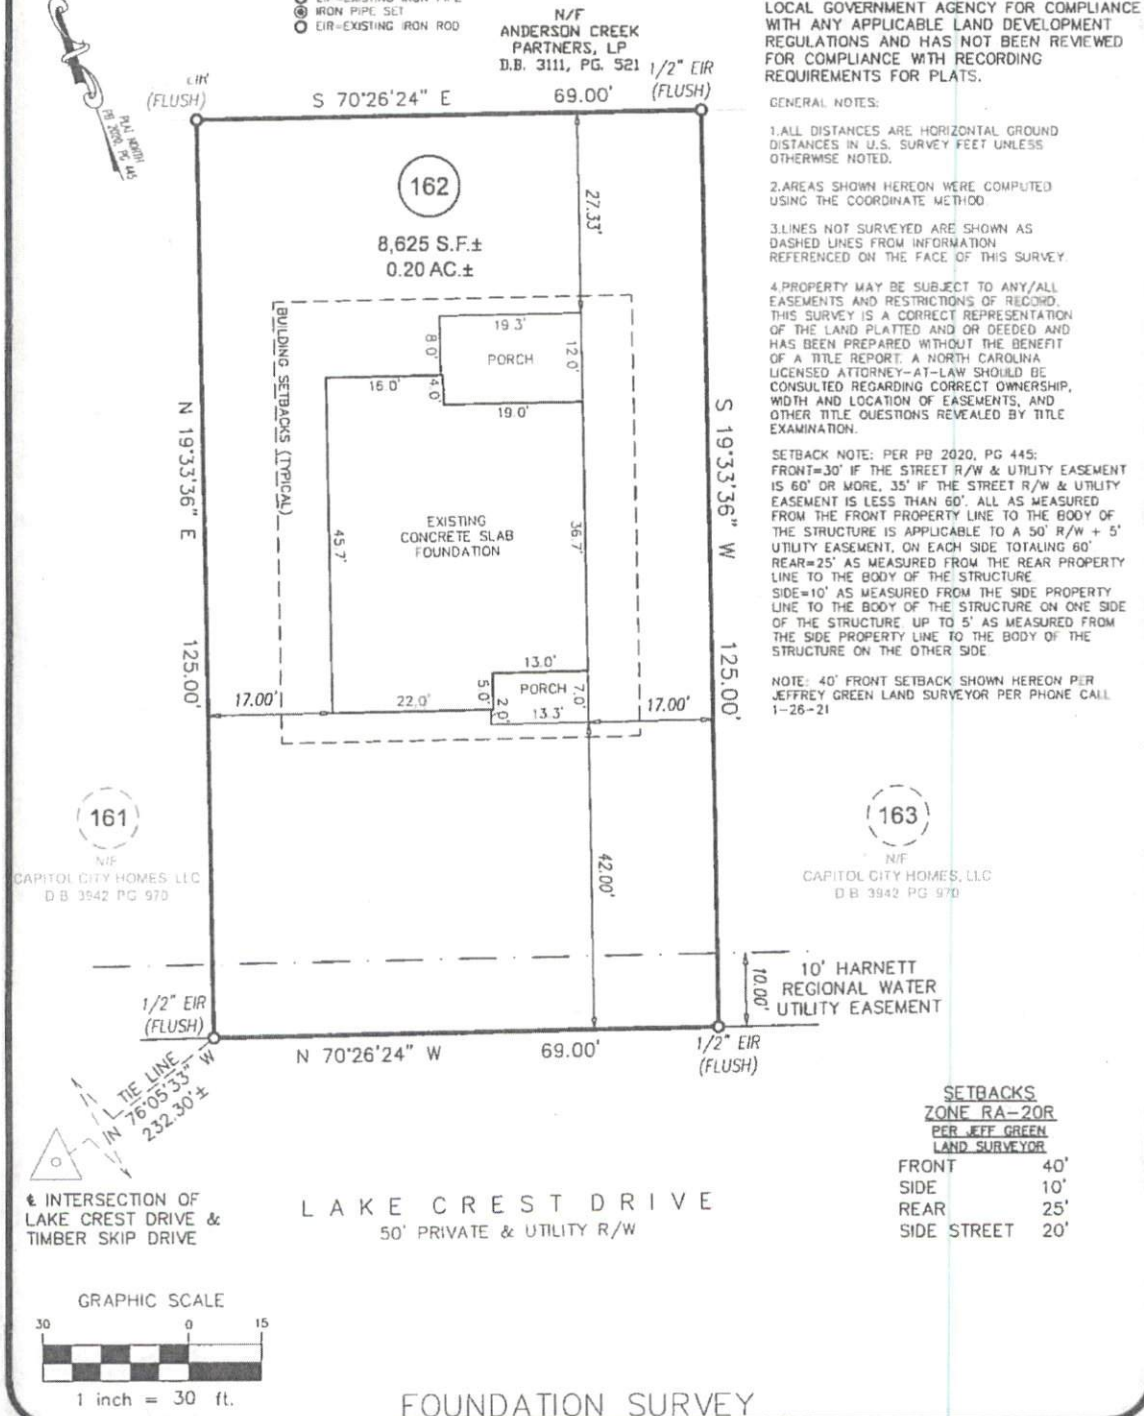 IRON PIPE SET
EIR=EXISTING IRON ROD
N/F
ANDERSON CREEK
PARTNERS, LP
D.B. 3111, PG. 521
1/2" EIR
(FLUSH)
EIR
(FLUSH)
S 70°26'24" E
69.00'
PLAT NORTH
PB 2020, PG 445
162
8,625 S.F.±
0.20 AC.±
27.33'
BUILDING SETBACKS (TYPICAL)
19.3'
8.0'
PORCH
12.0'
16.0'
4.0'
19.0'
N 19°33'36" E
125.00'
S 19°33'36" W
125.00'
EXISTING
CONCRETE SLAB
FOUNDATION
45.7'
36.7'
13.0'
5.0'
PORCH
7.0'
17.00'
22.0'
2.0'
13.3'
17.00'
42.00'
161
N/F
CAPITOL CITY HOMES, LLC
D.B. 3942 PG 970
163
N/F
CAPITOL CITY HOMES, LLC
D.B. 3942 PG 970
10.00'
10' HARNETT
REGIONAL WATER
UTILITY EASEMENT
1/2" EIR
(FLUSH)
N 70°26'24" W
69.00'
1/2" EIR
(FLUSH)
TIE LINE
N 76°05'33" W
232.30'±
℄ INTERSECTION OF
LAKE CREST DRIVE &
TIMBER SKIP DRIVE
LAKE CREST DRIVE
50' PRIVATE & UTILITY R/W
LOCAL GOVERNMENT AGENCY FOR COMPLIANCE
WITH ANY APPLICABLE LAND DEVELOPMENT
REGULATIONS AND HAS NOT BEEN REVIEWED
FOR COMPLIANCE WITH RECORDING
REQUIREMENTS FOR PLATS.
GENERAL NOTES:
1.ALL DISTANCES ARE HORIZONTAL GROUND
DISTANCES IN U.S. SURVEY FEET UNLESS
OTHERWISE NOTED.
2.AREAS SHOWN HEREON WERE COMPUTED
USING THE COORDINATE METHOD
3.LINES NOT SURVEYED ARE SHOWN AS
DASHED LINES FROM INFORMATION
REFERENCED ON THE FACE OF THIS SURVEY.
4.PROPERTY MAY BE SUBJECT TO ANY/ALL
EASEMENTS AND RESTRICTIONS OF RECORD.
THIS SURVEY IS A CORRECT REPRESENTATION
OF THE LAND PLATTED AND OR DEEDED AND
HAS BEEN PREPARED WITHOUT THE BENEFIT
OF A TITLE REPORT. A NORTH CAROLINA
LICENSED ATTORNEY-AT-LAW SHOULD BE
CONSULTED REGARDING CORRECT OWNERSHIP,
WIDTH AND LOCATION OF EASEMENTS, AND
OTHER TITLE QUESTIONS REVEALED BY TITLE
EXAMINATION.
SETBACK NOTE: PER PB 2020, PG 445:
FRONT=30' IF THE STREET R/W & UTILITY EASEMENT
IS 60' OR MORE, 35' IF THE STREET R/W & UTILITY
EASEMENT IS LESS THAN 60'. ALL AS MEASURED
FROM THE FRONT PROPERTY LINE TO THE BODY OF
THE STRUCTURE IS APPLICABLE TO A 50' R/W + 5'
UTILITY EASEMENT, ON EACH SIDE TOTALING 60'
REAR=25' AS MEASURED FROM THE REAR PROPERTY
LINE TO THE BODY OF THE STRUCTURE
SIDE=10' AS MEASURED FROM THE SIDE PROPERTY
LINE TO THE BODY OF THE STRUCTURE ON ONE SIDE
OF THE STRUCTURE. UP TO 5' AS MEASURED FROM
THE SIDE PROPERTY LINE TO THE BODY OF THE
STRUCTURE ON THE OTHER SIDE
NOTE: 40' FRONT SETBACK SHOWN HEREON PER
JEFFREY GREEN LAND SURVEYOR PER PHONE CALL
1-26-21
SETBACKS
ZONE RA-20R
PER JEFF GREEN
LAND SURVEYOR
FRONT 40'
SIDE 10'
REAR 25'
SIDE STREET 20'
GRAPHIC SCALE
30 0 15
1 inch = 30 ft.
FOUNDATION SURVEY